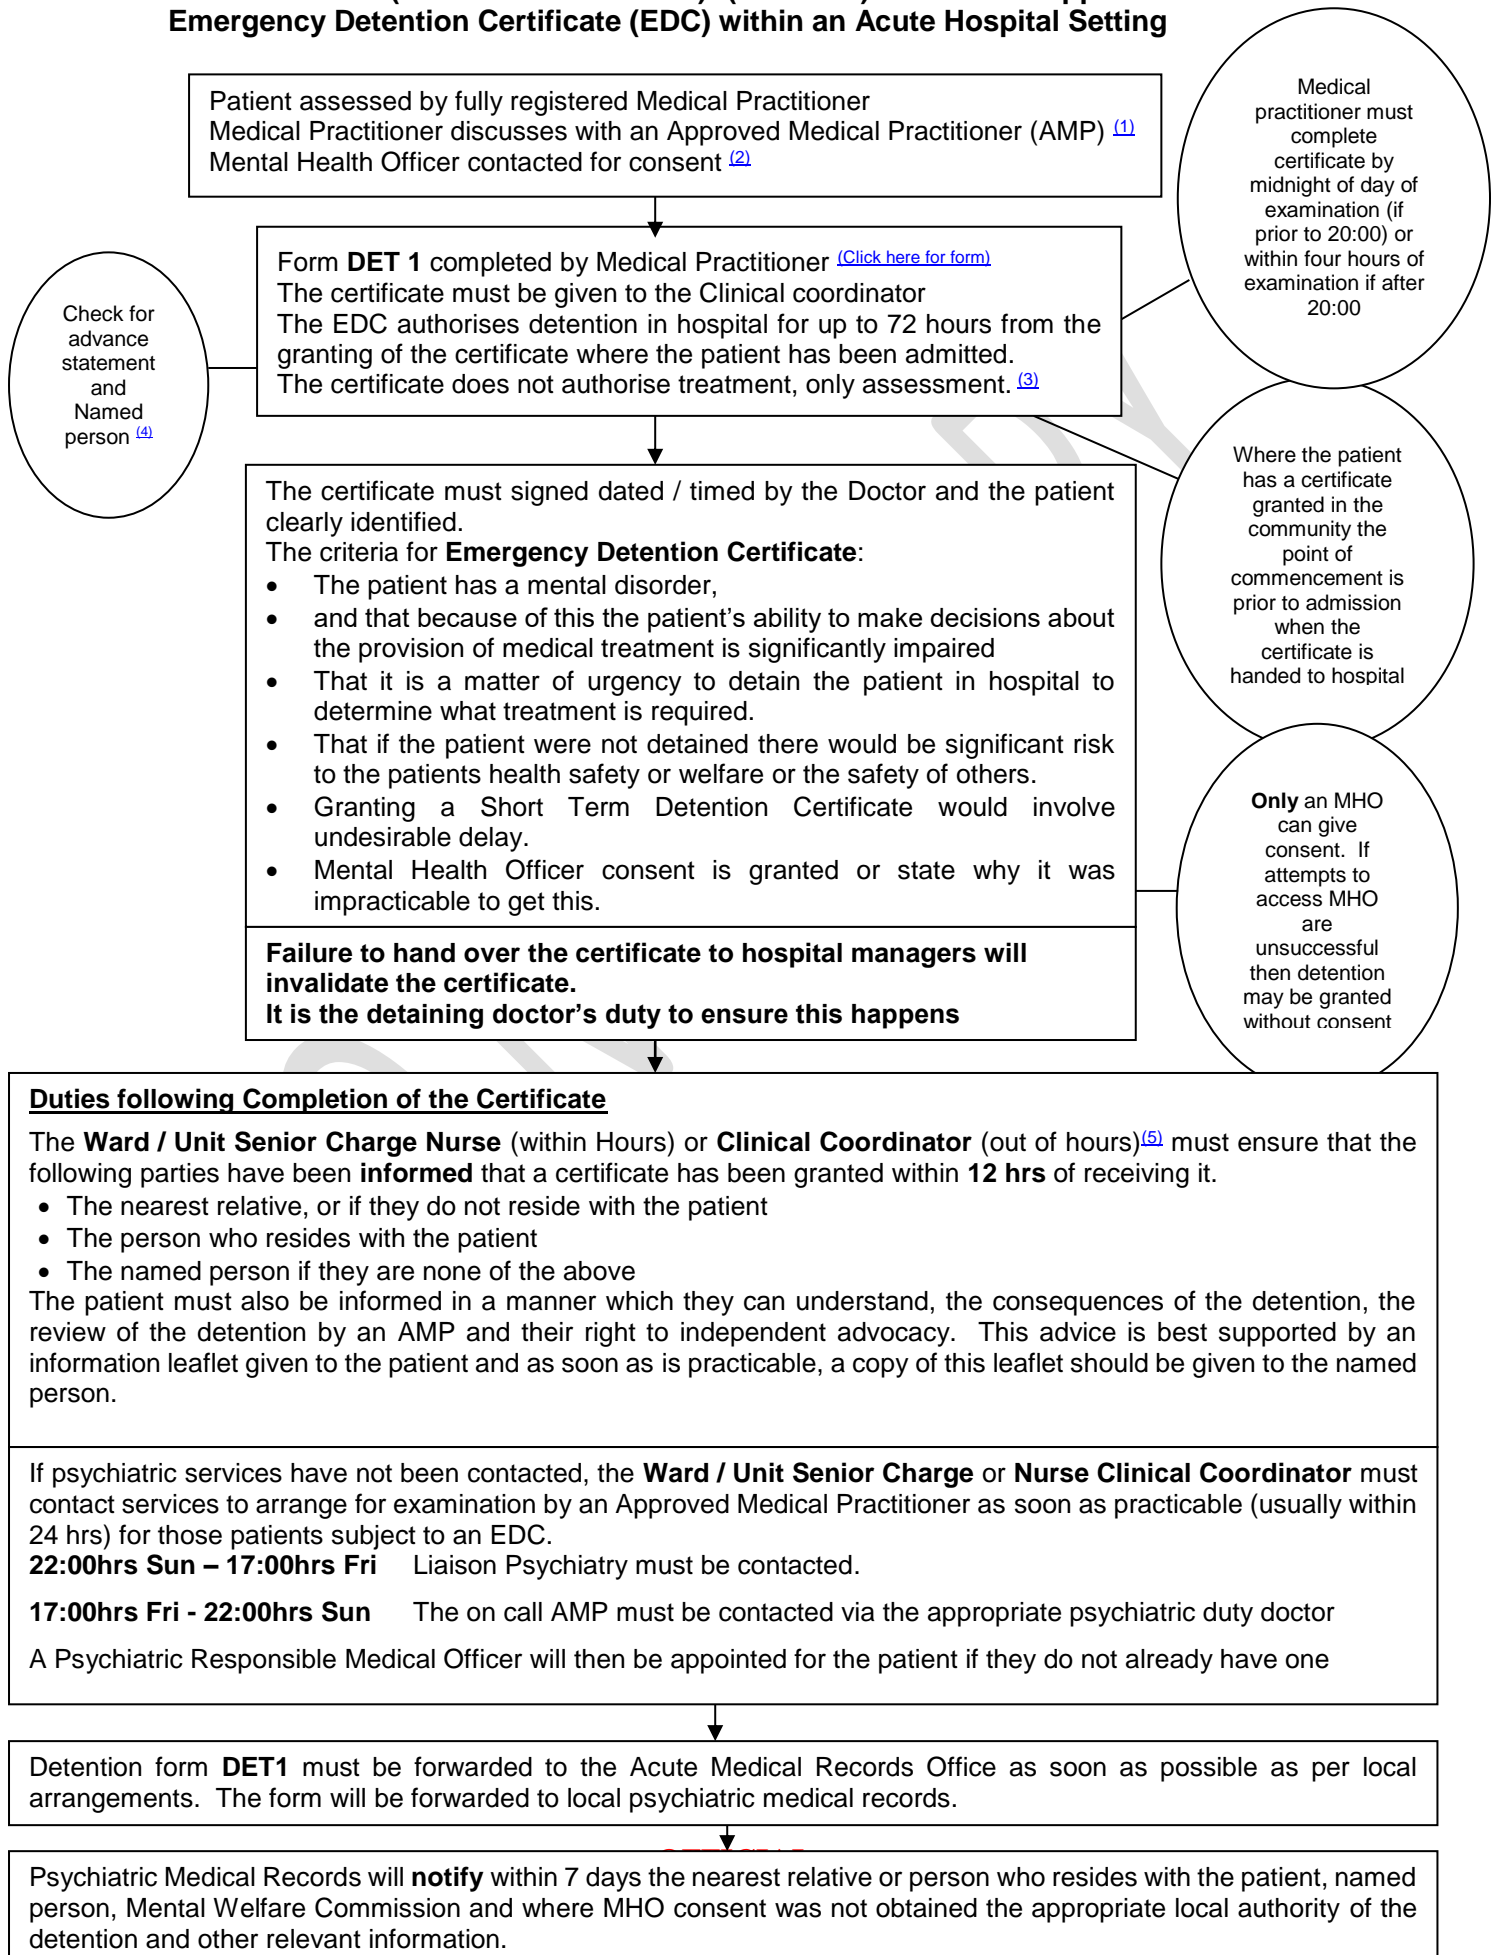 Emergency Detention Certificate (EDC) within an Acute Hospital Setting
Patient assessed by fully registered Medical Practitioner
Medical Practitioner discusses with an Approved Medical Practitioner (AMP) (1)
Mental Health Officer contacted for consent (2)
Medical
practitioner must
complete
certificate by
midnight of day of
examination (if
prior to 20:00) or
within four hours of
examination if after
20:00
Form DET 1 completed by Medical Practitioner (Click here for form)
The certificate must be given to the Clinical coordinator
The EDC authorises detention in hospital for up to 72 hours from the
granting of the certificate where the patient has been admitted.
The certificate does not authorise treatment, only assessment. (3)
Check for
advance
statement
and
Named
person (4)
Where the patient
has a certificate
granted in the
community the
point of
commencement is
prior to admission
when the
certificate is
handed to hospital
The certificate must signed dated / timed by the Doctor and the patient
clearly identified.
The criteria for Emergency Detention Certificate:
• The patient has a mental disorder,
• and that because of this the patient's ability to make decisions about
the provision of medical treatment is significantly impaired
• That it is a matter of urgency to detain the patient in hospital to
determine what treatment is required.
• That if the patient were not detained there would be significant risk
to the patients health safety or welfare or the safety of others.
• Granting a Short Term Detention Certificate would involve
undesirable delay.
• Mental Health Officer consent is granted or state why it was
impracticable to get this.
Only an MHO
can give
consent. If
attempts to
access MHO
are
unsuccessful
then detention
may be granted
without consent
Failure to hand over the certificate to hospital managers will
invalidate the certificate.
It is the detaining doctor's duty to ensure this happens
Duties following Completion of the Certificate
The Ward / Unit Senior Charge Nurse (within Hours) or Clinical Coordinator (out of hours)(5) must ensure that the
following parties have been informed that a certificate has been granted within 12 hrs of receiving it.
• The nearest relative, or if they do not reside with the patient
• The person who resides with the patient
• The named person if they are none of the above
The patient must also be informed in a manner which they can understand, the consequences of the detention, the
review of the detention by an AMP and their right to independent advocacy. This advice is best supported by an
information leaflet given to the patient and as soon as is practicable, a copy of this leaflet should be given to the named
person.
If psychiatric services have not been contacted, the Ward / Unit Senior Charge or Nurse Clinical Coordinator must
contact services to arrange for examination by an Approved Medical Practitioner as soon as practicable (usually within
24 hrs) for those patients subject to an EDC.
22:00hrs Sun – 17:00hrs Fri Liaison Psychiatry must be contacted.
17:00hrs Fri - 22:00hrs Sun The on call AMP must be contacted via the appropriate psychiatric duty doctor
A Psychiatric Responsible Medical Officer will then be appointed for the patient if they do not already have one
Detention form DET1 must be forwarded to the Acute Medical Records Office as soon as possible as per local
arrangements. The form will be forwarded to local psychiatric medical records.
Psychiatric Medical Records will notify within 7 days the nearest relative or person who resides with the patient, named
person, Mental Welfare Commission and where MHO consent was not obtained the appropriate local authority of the
detention and other relevant information.